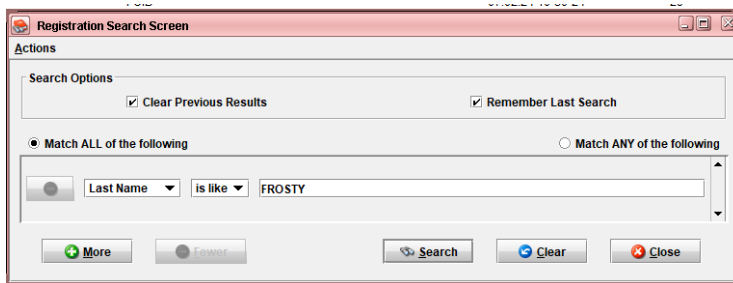 Registration Search Screen
Actions
Search Options
Clear Previous Results Remember Last Search
Match ALL of the following Match ANY of the following
Last Name is like FROSTY
More Fewer Search Clear Close